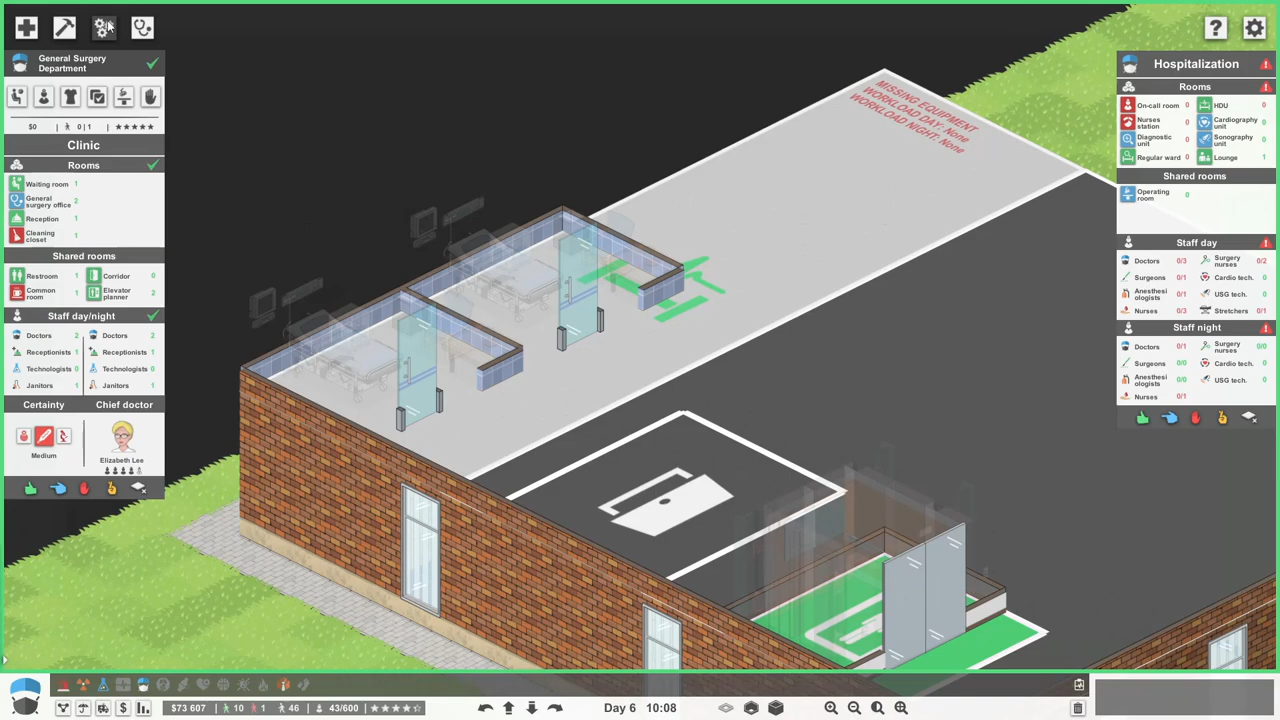 General Surgery
Department
$0 | 0 | 1 | ★★★★★
Clinic
Rooms
Waiting room 1
General
surgery office 2
Reception 1
Cleaning
closet 1
Shared rooms
Restroom 1 Corridor 0
Common
room 1 Elevator
planner 2
Staff day/night
Doctors 3 Doctors 2
Receptionists 1 Receptionists 1
Technologists 0 Technologists 0
Janitors 1 Janitors 1
Certainty Chief doctor
Medium
Elizabeth Lee
MISSING EQUIPMENT
WORKLOAD DAY: None
WORKLOAD NIGHT: None
?
Hospitalization
Rooms
On-call room 0 HDU 0
Nurses
station 0 Cardiography
unit 0
Diagnostic
unit 0 Sonography
unit 0
Regular ward 0 Lounge 1
Shared rooms
Operating
room 0
Staff day
Doctors 0/3 Surgery
nurses 0/2
Surgeons 0/1 Cardio tech. 0
Anesthesi
ologists 0/1 USG tech. 0
Nurses 0/3 Stretchers 0/1
Staff night
Doctors 0/1 Surgery
nurses 0/0
Surgeons 0/0 Cardio tech. 0
Anesthesi
ologists 0/0 USG tech. 0
Nurses 0/1
$73 607 | 10 1 | 46 | 43/600 |
Day 6 10:08